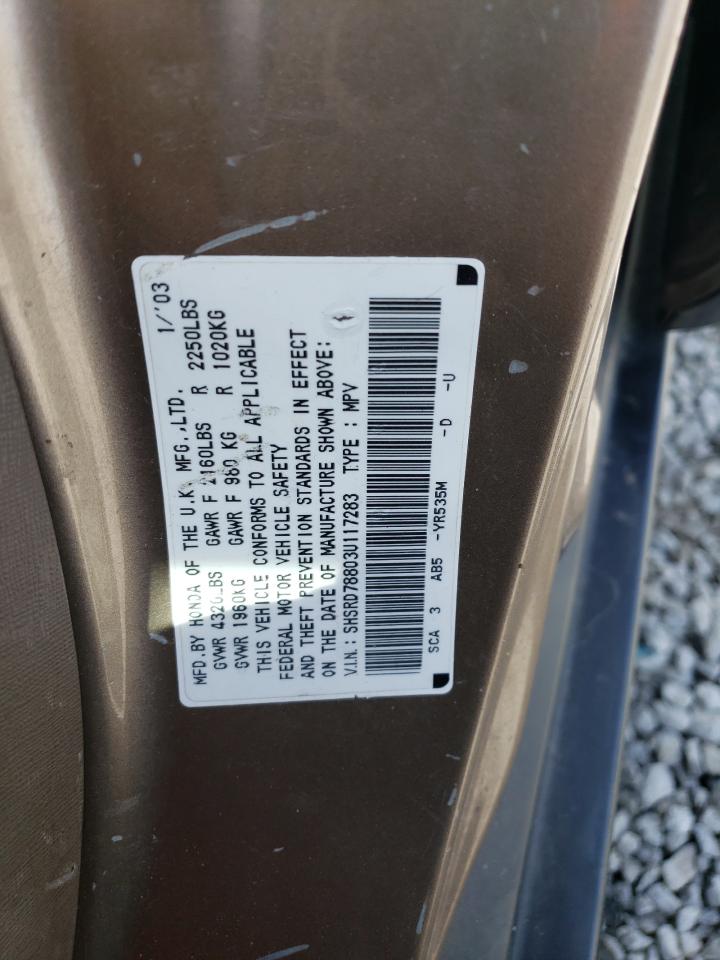 MFD.BY HONDA OF THE U.K. MFG.,LTD. 1/'03
GVWR 4320LBS GAWR F 2160LBS R 2250LBS
GVWR 1960KG GAWR F 980 KG R 1020KG
THIS VEHICLE CONFORMS TO ALL APPLICABLE
FEDERAL MOTOR VEHICLE SAFETY
AND THEFT PREVENTION STANDARDS IN EFFECT
ON THE DATE OF MANUFACTURE SHOWN ABOVE:
V.I.N.: SHSRD78803U117283 TYPE : MPV
SCA 3 AB5 -YR535M -D -U